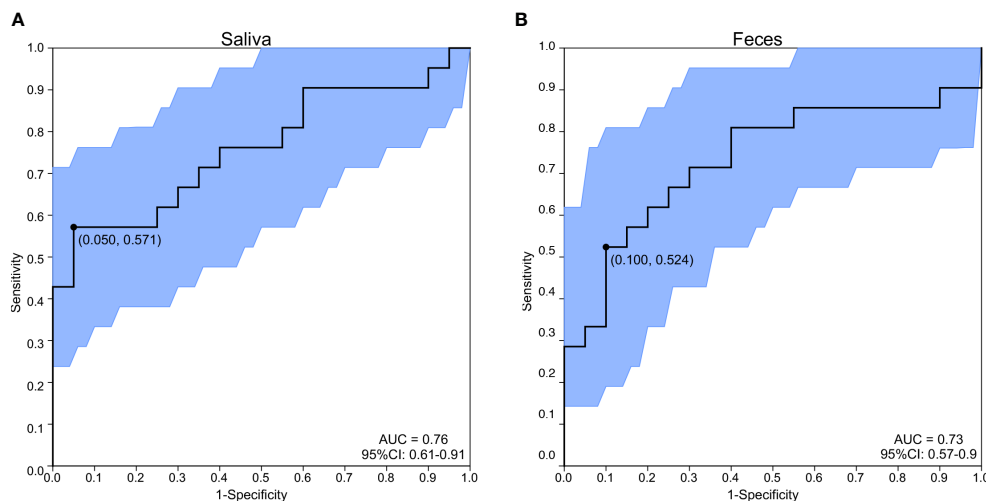 A
Saliva
1.0
0.9
0.8
0.7
0.6
0.5
0.4
0.3
0.2
0.1
0.0
Sensitivity
(0.050, 0.571)
AUC = 0.76
95%CI: 0.61-0.91
0.0 0.1 0.2 0.3 0.4 0.5 0.6 0.7 0.8 0.9 1.0
1-Specificity
B
Feces
1.0
0.9
0.8
0.7
0.6
0.5
0.4
0.3
0.2
0.1
0.0
Sensitivity
(0.100, 0.524)
AUC = 0.73
95%CI: 0.57-0.9
0.0 0.1 0.2 0.3 0.4 0.5 0.6 0.7 0.8 0.9 1.0
1-Specificity